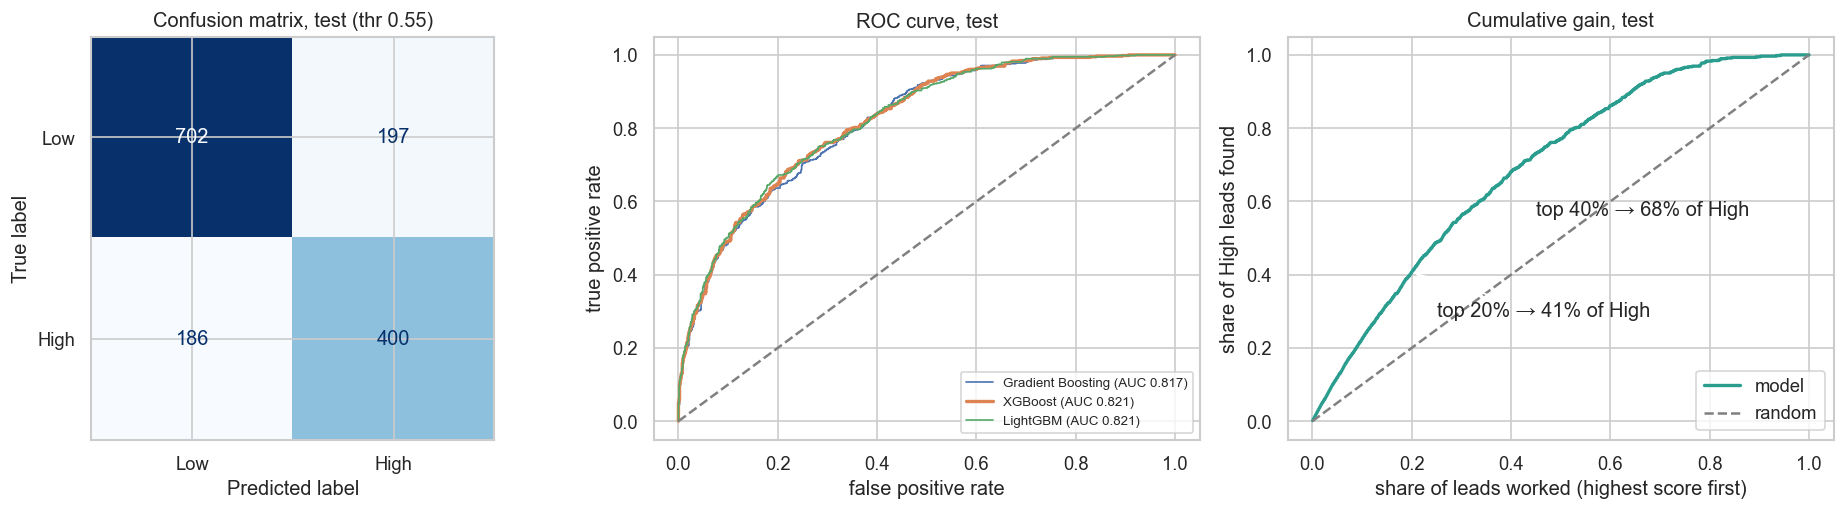 Confusion matrix, test (thr 0.55)
True label
Low
High
702
197
186
400
Low
High
Predicted label
ROC curve, test
true positive rate
1.0
0.8
0.6
0.4
0.2
0.0
0.0
0.2
0.4
0.6
0.8
1.0
false positive rate
Gradient Boosting (AUC 0.817)
XGBoost (AUC 0.821)
LightGBM (AUC 0.821)
Cumulative gain, test
share of High leads found
1.0
0.8
0.6
0.4
0.2
0.0
top 40% → 68% of High
top 20% → 41% of High
model
random
0.0
0.2
0.4
0.6
0.8
1.0
share of leads worked (highest score first)